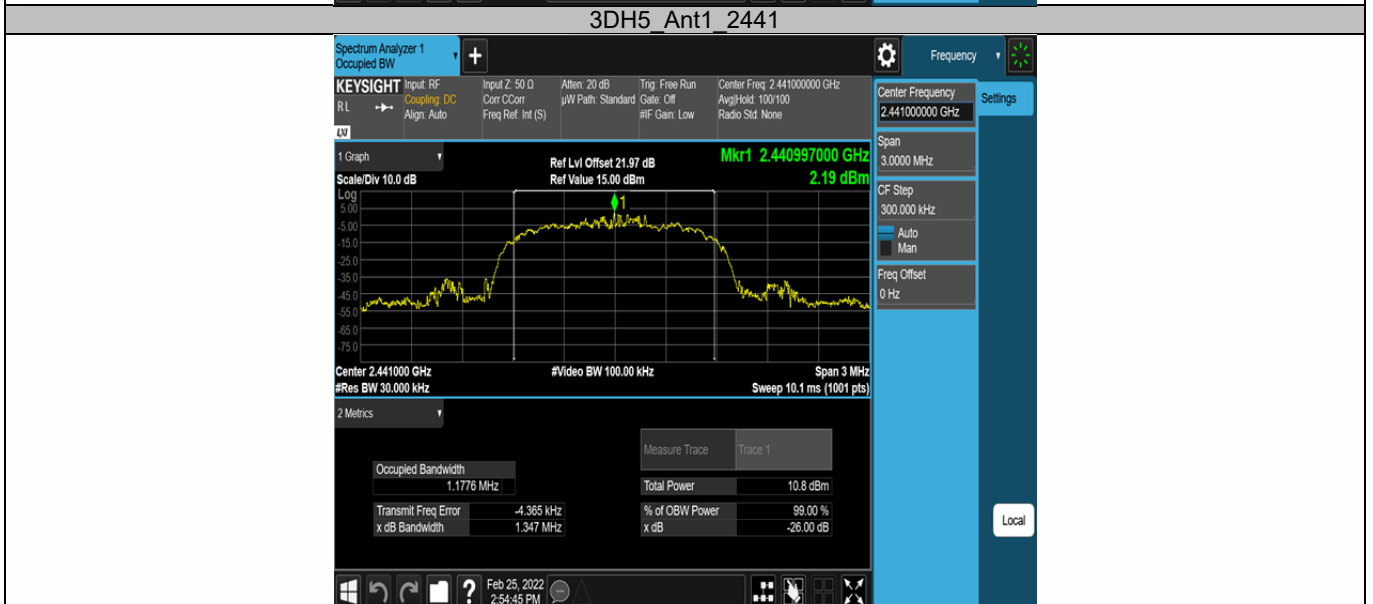 3DH5_Ant1_2441
Spectrum Analyzer 1
Occupied BW
+
Frequency
KEYSIGHT
RL
LXI
Input: RF
Coupling: DC
Align: Auto
Input Z: 50 Ω
Corr CCorr
Freq Ref: Int (S)
Atten: 20 dB
µW Path: Standard
Trig: Free Run
Gate: Off
#IF Gain: Low
Center Freq: 2.441000000 GHz
Avg|Hold: 100/100
Radio Std: None
Center Frequency
2.441000000 GHz
Settings
Span
3.0000 MHz
CF Step
300.000 kHz
Auto
Man
Freq Offset
0 Hz
Local
1 Graph
Scale/Div 10.0 dB
Ref Lvl Offset 21.97 dB
Ref Value 15.00 dBm
Mkr1 2.440997000 GHz
2.19 dBm
Log
1
5.00
-5.00
-15.0
-25.0
-35.0
-45.0
-55.0
-65.0
-75.0
Center 2.441000 GHz
#Video BW 100.00 kHz
Span 3 MHz
#Res BW 30.000 kHz
Sweep 10.1 ms (1001 pts)
2 Metrics
Measure Trace Trace 1
Occupied Bandwidth
1.1776 MHz
Total Power 10.8 dBm
Transmit Freq Error -4.365 kHz
% of OBW Power 99.00 %
x dB Bandwidth 1.347 MHz
x dB -26.00 dB
?
Feb 25, 2022
2:54:45 PM